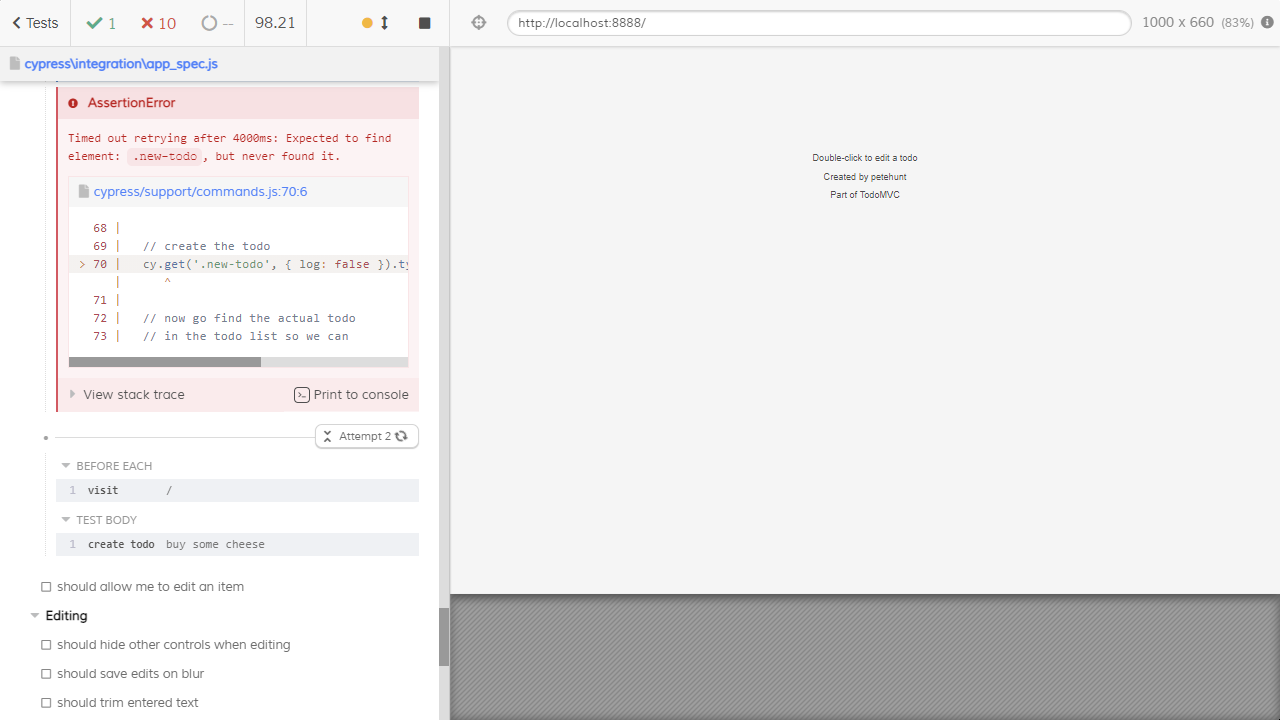 Tests 1 10 -- 98.21 http://localhost:8888/ 1000 x 660 (83%)
cypress\integration\app_spec.js
AssertionError
Timed out retrying after 4000ms: Expected to find
element: .new-todo, but never found it.
cypress/support/commands.js:70:6
68 |
69 | // create the todo
> 70 | cy.get('.new-todo', { log: false }).ty
| ^
71 |
72 | // now go find the actual todo
73 | // in the todo list so we can
View stack trace Print to console
Attempt 2
BEFORE EACH
1 visit /
TEST BODY
1 create todo buy some cheese
should allow me to edit an item
Editing
should hide other controls when editing
should save edits on blur
should trim entered text
Double-click to edit a todo
Created by petehunt
Part of TodoMVC